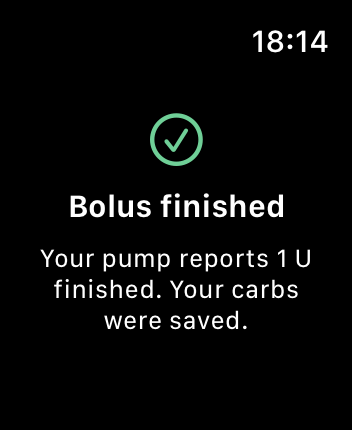 18:14
Bolus finished
Your pump reports 1 U
finished. Your carbs
were saved.